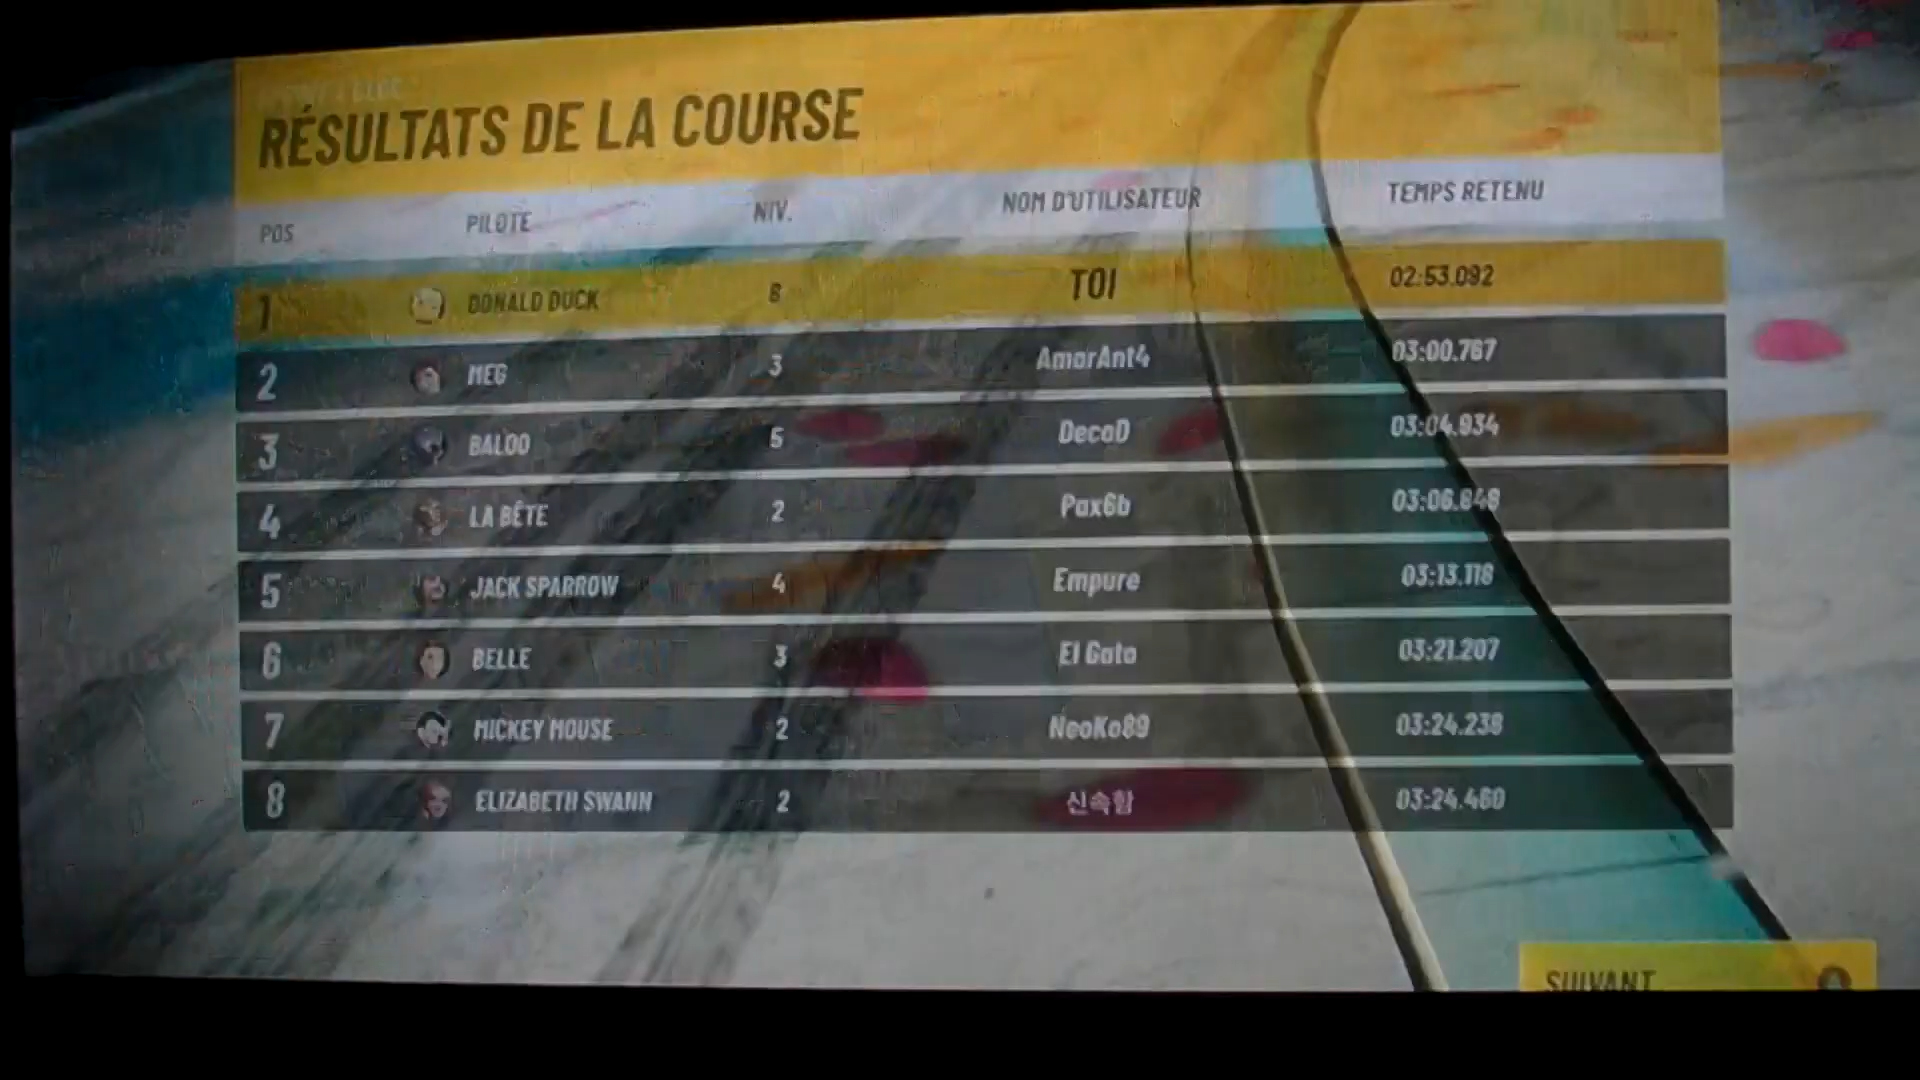 RÉSULTATS DE LA COURSE
POS PILOTE NIV. NOM D'UTILISATEUR TEMPS RETENU
1 DONALD DUCK 8 TOI 02:53.092
2 MEG 3 AmarAnt4 03:00.767
3 BALOO 5 DecaD 03:04.934
4 LA BÊTE 2 Pax6b 03:06.848
5 JACK SPARROW 4 Empure 03:13.118
6 BELLE 3 El Gato 03:21.207
7 MICKEY MOUSE 2 NeoKo89 03:24.238
8 ELIZABETH SWANN 2 신속함 03:24.460
SUIVANT